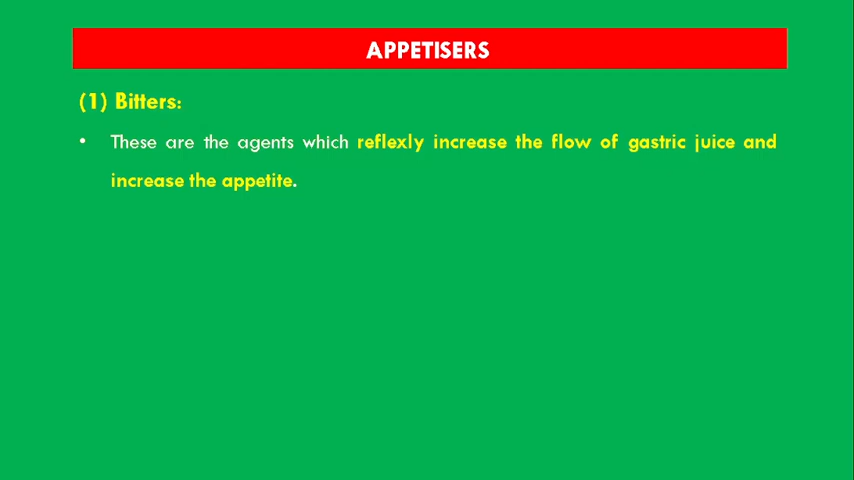 APPETISERS
(1) Bitters:
• These are the agents which reflexly increase the flow of gastric juice and
increase the appetite.